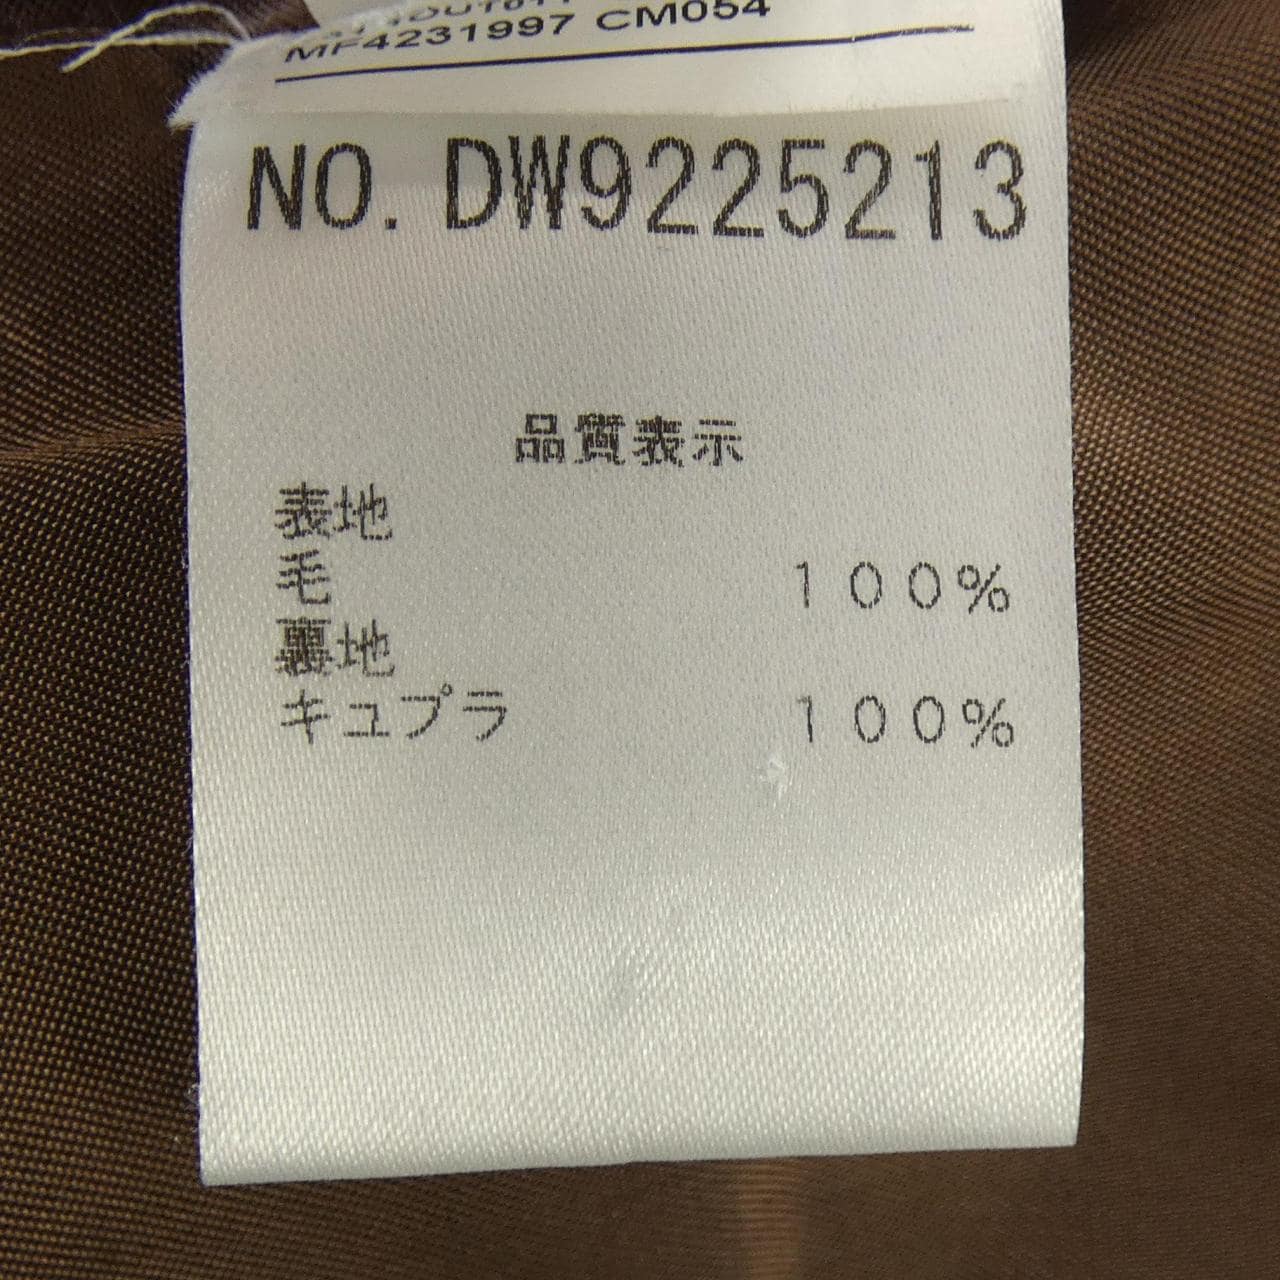 MF4231997 CM054
NO. DW9225213
品質表示
表地
毛 100%
裏地
キュプラ 100%